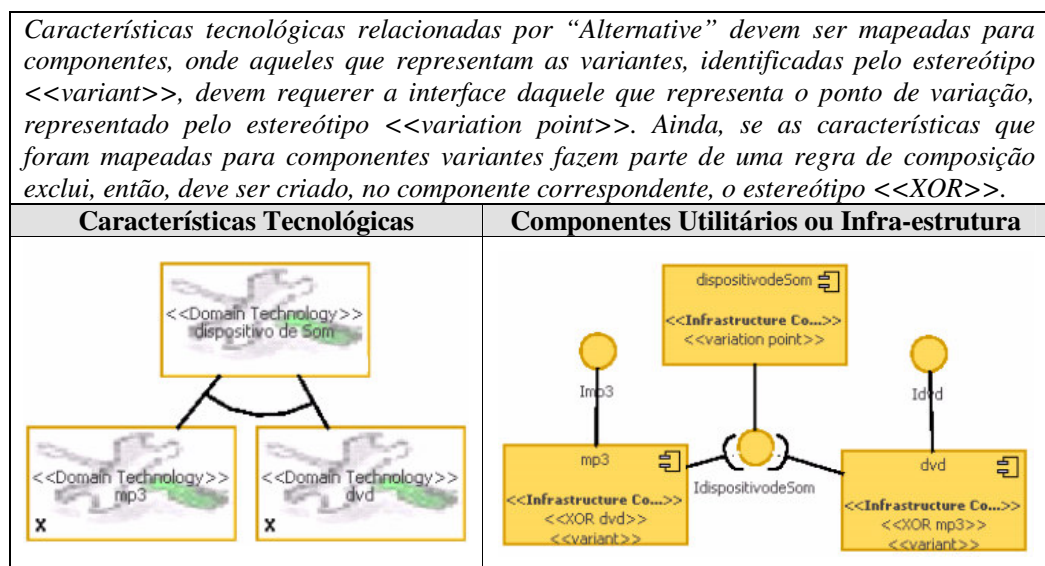 Características tecnológicas relacionadas por “Alternative” devem ser mapeadas para
componentes, onde aqueles que representam as variantes, identificadas pelo estereótipo
<<variant>>, devem requerer a interface daquele que representa o ponto de variação,
representado pelo estereótipo <<variation point>>. Ainda, se as características que
foram mapeadas para componentes variantes fazem parte de uma regra de composição
exclui, então, deve ser criado, no componente correspondente, o estereótipo <<XOR>>.
Características Tecnológicas
<<Domain Technology>>
dispositivo de Som
<<Domain Technology>>
mp3
X
<<Domain Technology>>
dvd
X
Componentes Utilitários ou Infra-estrutura
dispositivodeSom
<<Infrastructure Co...>>
<<variation point>>
Imp3
Idvd
IdispositivodeSom
mp3
<<Infrastructure Co...>>
<<XOR dvd>>
<<variant>>
dvd
<<Infrastructure Co...>>
<<XOR mp3>>
<<variant>>